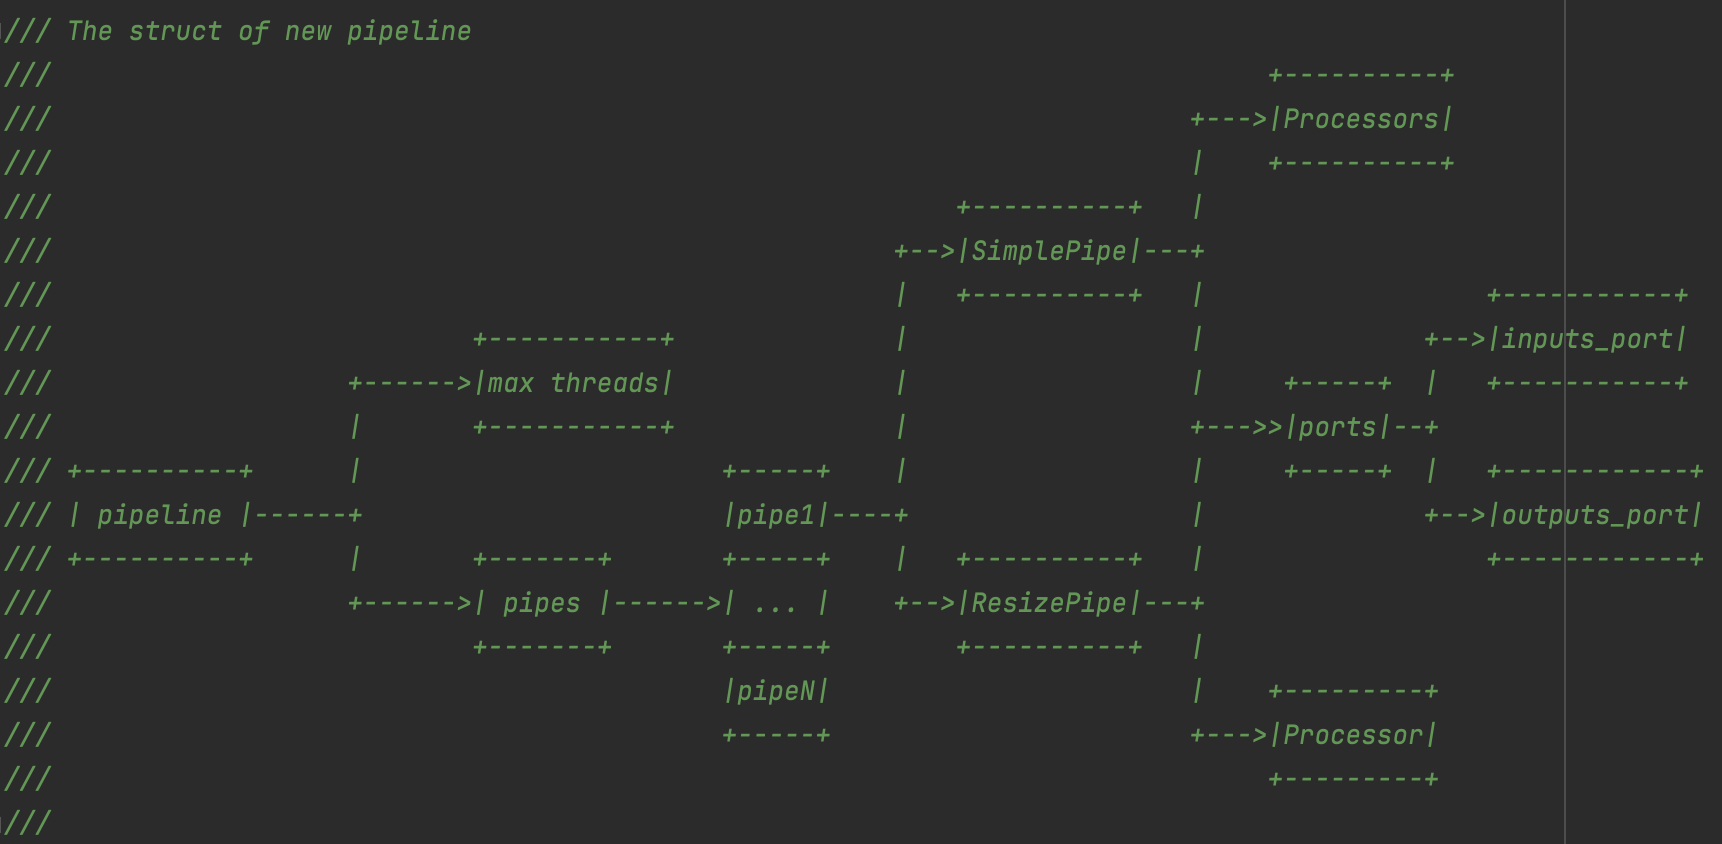 /// The struct of new pipeline
///                                                                              +----------+
///                                                                         +--->|Processors|
///                                                                         |    +----------+
///                                                          +----------+   |
///                                                      +-->|SimplePipe|---+
///                                                      |   +----------+   |                  +-----------+
///                           +-----------+              |                  |              +-->|inputs_port|
///                   +------>|max threads|              |                  |     +------+  |   +-----------+
///                   |       +-----------+              |                  +--->>|ports|--+
/// +----------+      |                       +-----+    |                  |     +------+  |   +------------+
/// | pipeline |------+                       |pipe1|----+                  |              +-->|outputs_port|
/// +----------+      |       +-------+       +-----+    |   +----------+   |                  +------------+
///                   +------>| pipes |------>| ... |    +-->|ResizePipe|---+
///                           +-------+       +-----+        +----------+   |
///                                           |pipeN|                       |    +---------+
///                                           +-----+                       +--->|Processor|
///                                                                              +---------+
///